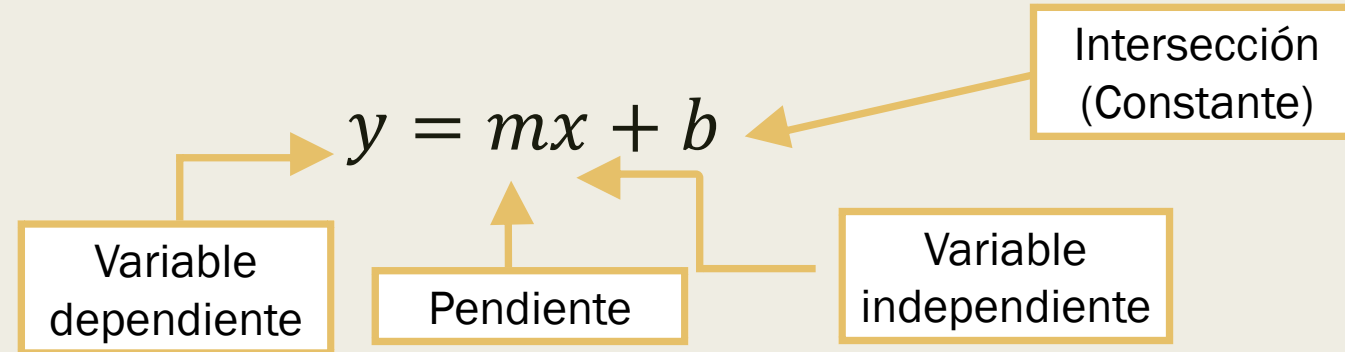 Intersección
(Constante)
y = mx + b
Variable
dependiente
Pendiente
Variable
independiente